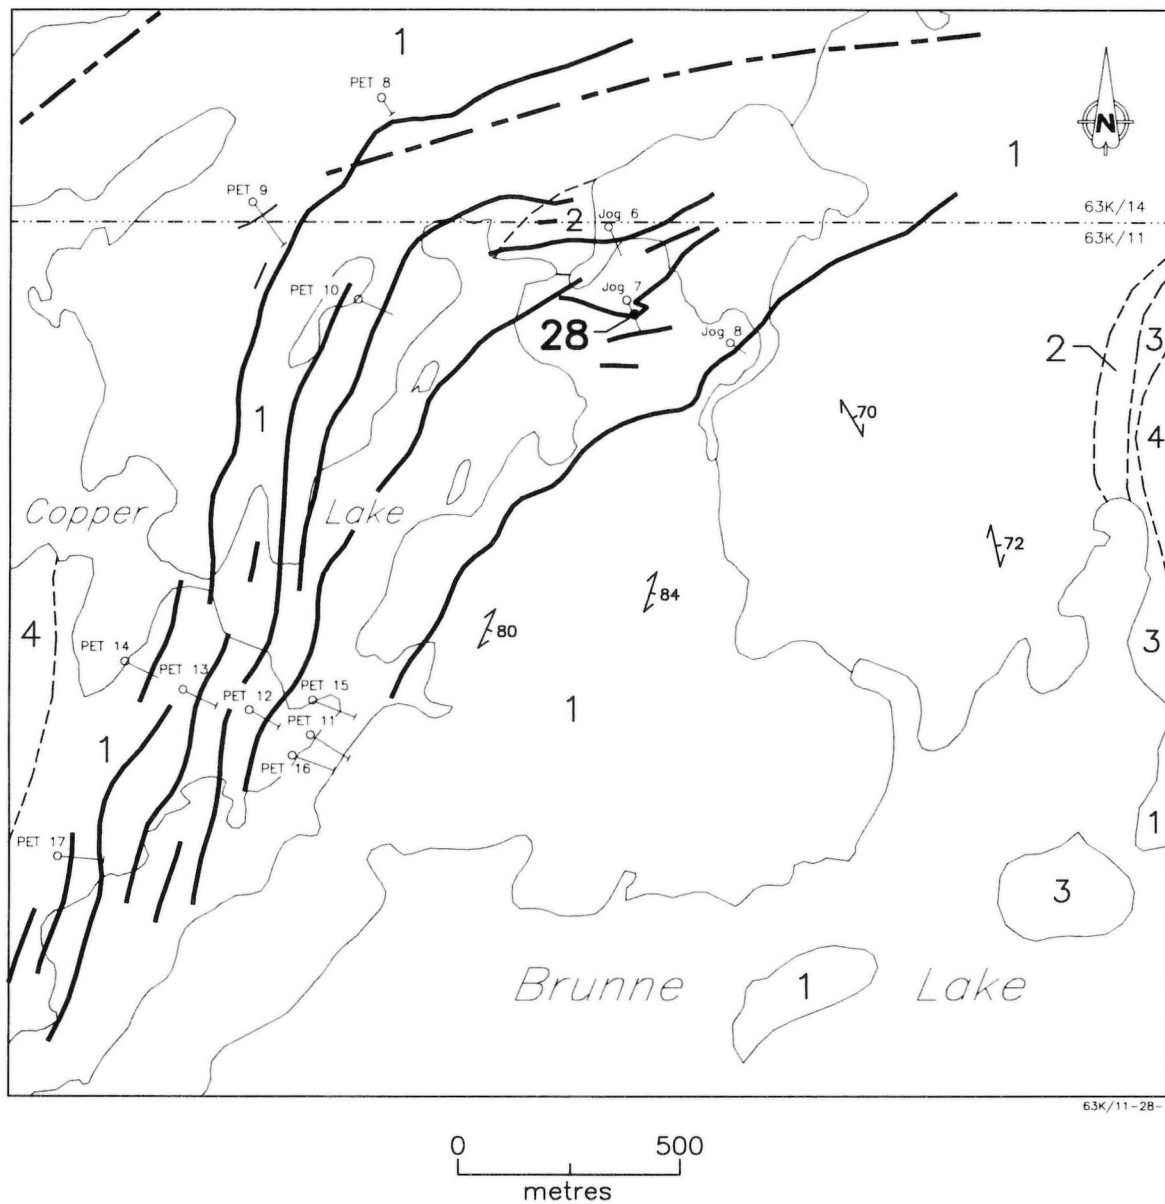 1
PET 8
N
1
PET 9
63K/14
2
Jog 6
63K/11
PET 10
Jog 7
28
Jog 8
2
3
1
70
4
Copper Lake
72
84
4
80
3
PET 14
PET 13
PET 12
PET 15
1
PET 11
1
PET 16
1
PET 17
3
Brunne Lake
1
63K/11-28-
0 500
metres